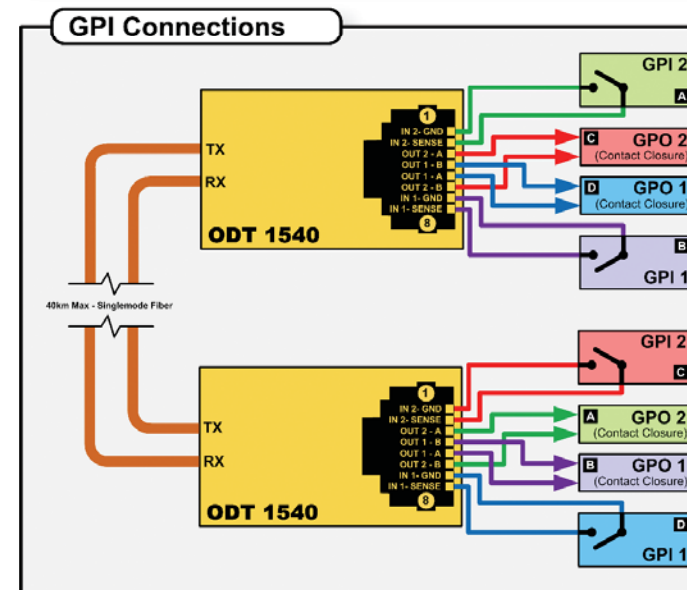 GPI Connections
TX
RX
ODT 1540
1
IN 2- GND
IN 2- SENSE
OUT 2 - A
OUT 1 - B
OUT 1 - A
OUT 2 - B
IN 1- GND
IN 1- SENSE
8
GPI 2
A
C GPO 2
(Contact Closure)
D GPO 1
(Contact Closure)
B
GPI 1
40km Max - Singlemode Fiber
TX
RX
ODT 1540
1
IN 2- GND
IN 2- SENSE
OUT 2 - A
OUT 1 - B
OUT 1 - A
OUT 2 - B
IN 1- GND
IN 1- SENSE
8
GPI 2
C
A GPO 2
(Contact Closure)
B GPO 1
(Contact Closure)
D
GPI 1